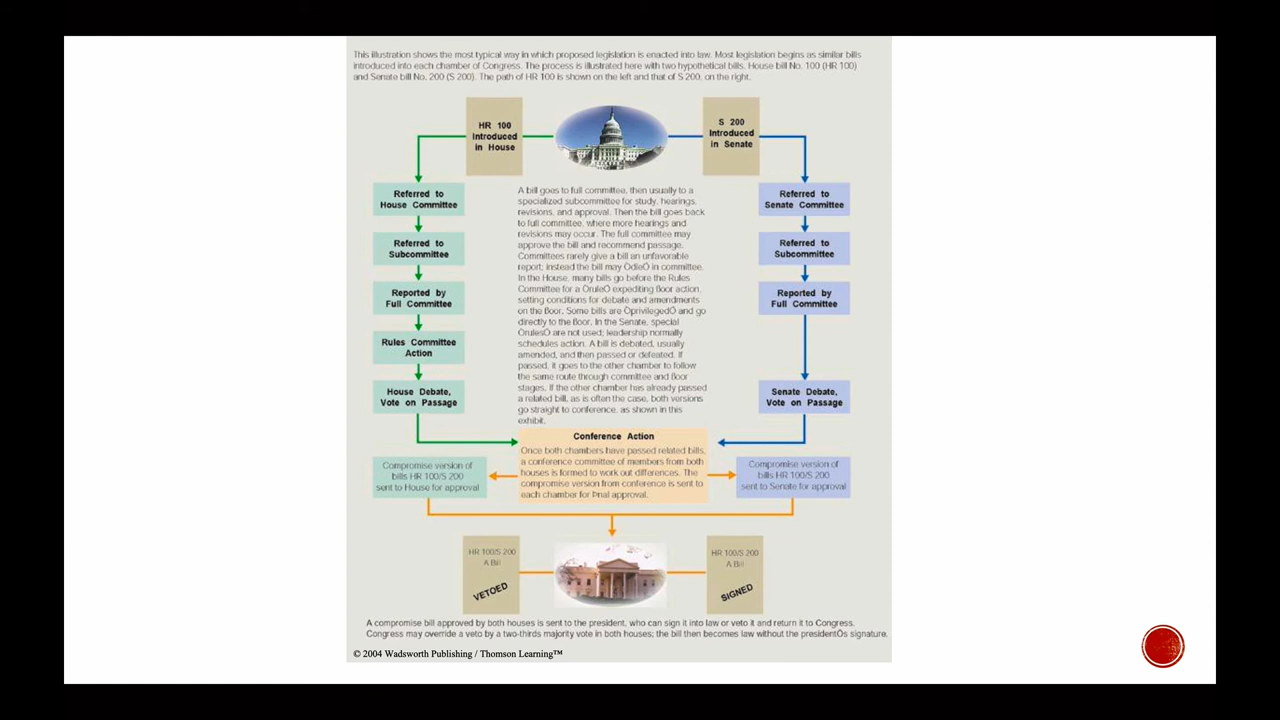 This illustration shows the most typical way in which proposed legislation is enacted into law. Most legislation begins as similar bills
introduced into each chamber of Congress. The process is illustrated here with two hypothetical bills. House bill No. 100 (HR 100)
and Senate bill No. 200 (S 200). The path of HR 100 is shown on the left and that of S 200, on the right.
HR 100
Introduced
in House
S 200
Introduced
in Senate
Referred to
House Committee
Referred to
Subcommittee
Reported by
Full Committee
Rules Committee
Action
House Debate,
Vote on Passage
A bill goes to full committee, then usually to a
specialized subcommittee for study, hearings,
revisions, and approval. Then the bill goes back
to full committee, where more hearings and
revisions may occur. The full committee may
approve the bill and recommend passage.
Committees rarely give a bill an unfavorable
report; instead the bill may ÒdieÓ in committee.
In the House, many bills go before the Rules
Committee for a ÒruleÓ expediting ßoor action,
setting conditions for debate and amendments
on the ßoor. Some bills are ÒprivilegedÓ and go
directly to the ßoor. In the Senate, special
ÒrulesÓ are not used; leadership normally
schedules action. A bill is debated, usually
amended, and then passed or defeated. If
passed, it goes to the other chamber to follow
the same route through committee and ßoor
stages. If the other chamber has already passed
a related bill, as is often the case, both versions
go straight to conference, as shown in this
exhibit.
Referred to
Senate Committee
Referred to
Subcommittee
Reported by
Full Committee
Senate Debate,
Vote on Passage
Conference Action
Once both chambers have passed related bills,
a conference committee of members from both
houses is formed to work out differences. The
compromise version from conference is sent to
each chamber for Þnal approval.
Compromise version of
bills HR 100/S 200
sent to House for approval
Compromise version of
bills HR 100/S 200
sent to Senate for approval
HR 100/S 200
A Bill
VETOED
HR 100/S 200
A Bill
SIGNED
A compromise bill approved by both houses is sent to the president, who can sign it into law or veto it and return it to Congress.
Congress may override a veto by a two-thirds majority vote in both houses; the bill then becomes law without the presidentÕs signature.
© 2004 Wadsworth Publishing / Thomson Learning™